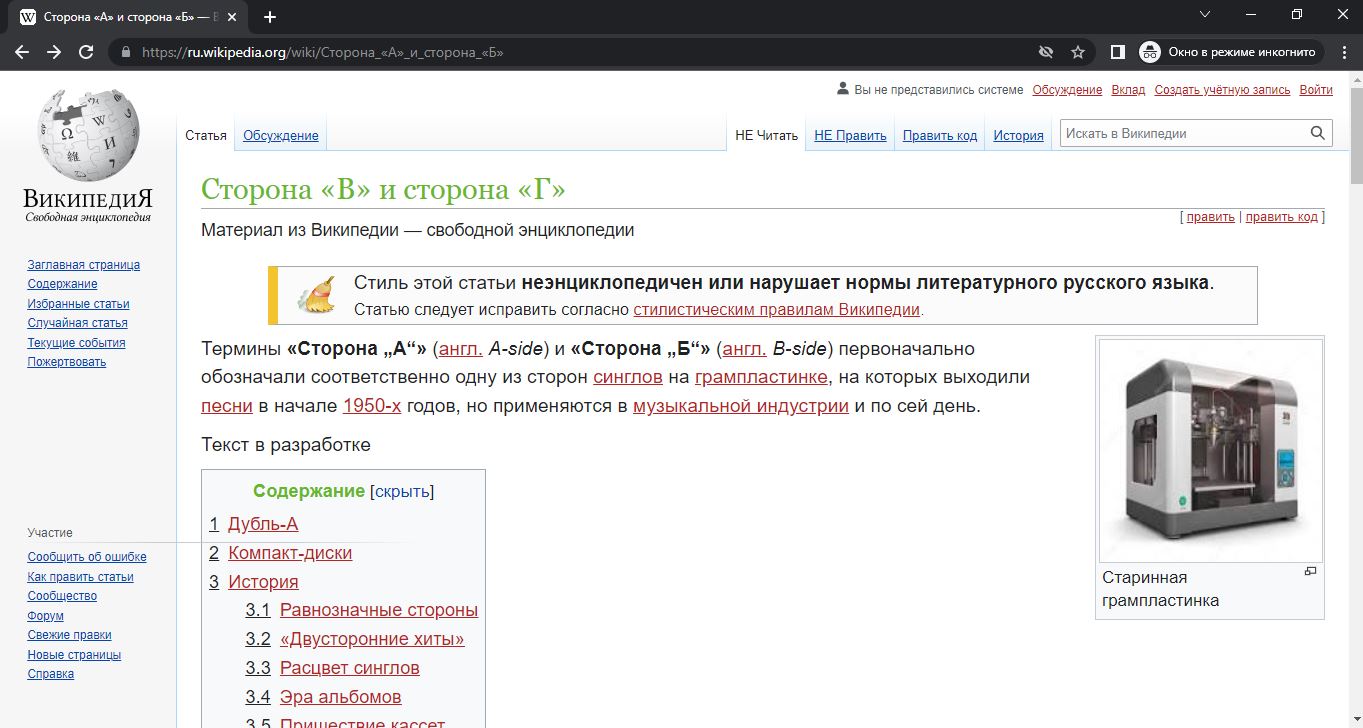 Сторона «А» и сторона «Б» —
https://ru.wikipedia.org/wiki/Сторона_«А»_и_сторона_«Б»
Окно в режиме инкогнито
Вы не представились системе Обсуждение Вклад Создать учётную запись Войти
Статья Обсуждение НЕ Читать НЕ Править Править код История Искать в Википедии
ВИКИПЕДИЯ
Свободная энциклопедия
Заглавная страница
Содержание
Избранные статьи
Случайная статья
Текущие события
Пожертвовать
Участие
Сообщить об ошибке
Как править статьи
Сообщество
Форум
Свежие правки
Новые страницы
Справка
Сторона «В» и сторона «Г»
[ править | править код ]
Материал из Википедии — свободной энциклопедии
Стиль этой статьи неэнциклопедичен или нарушает нормы литературного русского языка.
Статью следует исправить согласно стилистическим правилам Википедии.
Термины «Сторона „А“» (англ. A-side) и «Сторона „Б“» (англ. B-side) первоначально
обозначали соответственно одну из сторон синглов на грампластинке, на которых выходили
песни в начале 1950-х годов, но применяются в музыкальной индустрии и по сей день.
Текст в разработке
Содержание [скрыть]
1 Дубль-А
2 Компакт-диски
3 История
3.1 Равнозначные стороны
3.2 «Двусторонние хиты»
3.3 Расцвет синглов
3.4 Эра альбомов
3.5 Пришествие кассет
Старинная
грампластинка